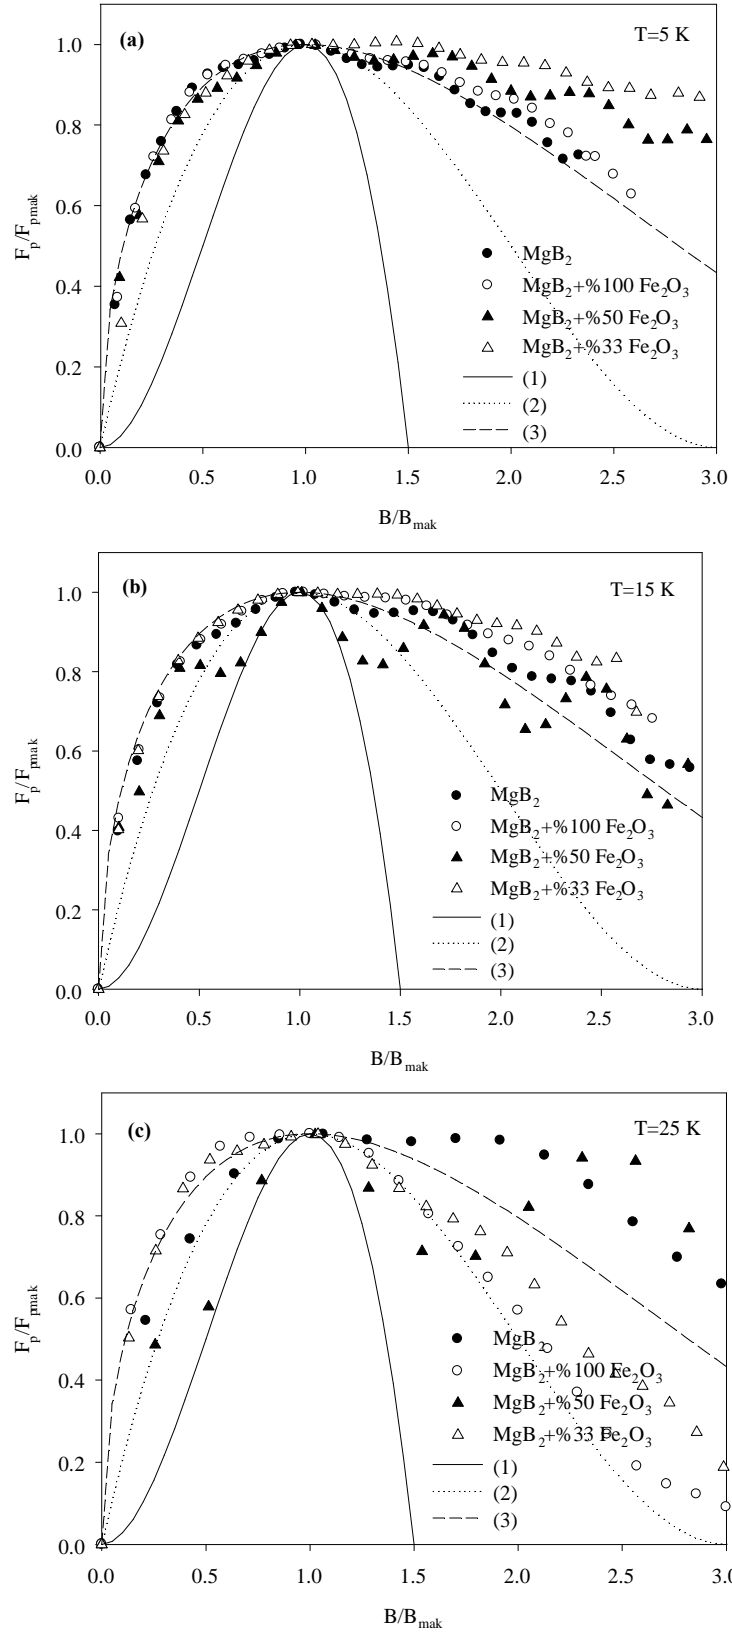 (a)
T=5 K
1.0
0.8
0.6
0.4
0.2
0.0
F_p/F_pmak
MgB₂
MgB₂+%100 Fe₂O₃
MgB₂+%50 Fe₂O₃
MgB₂+%33 Fe₂O₃
(1)
(2)
(3)
0.0 0.5 1.0 1.5 2.0 2.5 3.0
B/B_mak
(b)
T=15 K
1.0
0.8
0.6
0.4
0.2
0.0
F_p/F_pmak
MgB₂
MgB₂+%100 Fe₂O₃
MgB₂+%50 Fe₂O₃
MgB₂+%33 Fe₂O₃
(1)
(2)
(3)
0.0 0.5 1.0 1.5 2.0 2.5 3.0
B/B_mak
(c)
T=25 K
1.0
0.8
0.6
0.4
0.2
0.0
F_p/F_pmak
MgB₂
MgB₂+%100 Fe₂O₃
MgB₂+%50 Fe₂O₃
MgB₂+%33 Fe₂O₃
(1)
(2)
(3)
0.0 0.5 1.0 1.5 2.0 2.5 3.0
B/B_mak